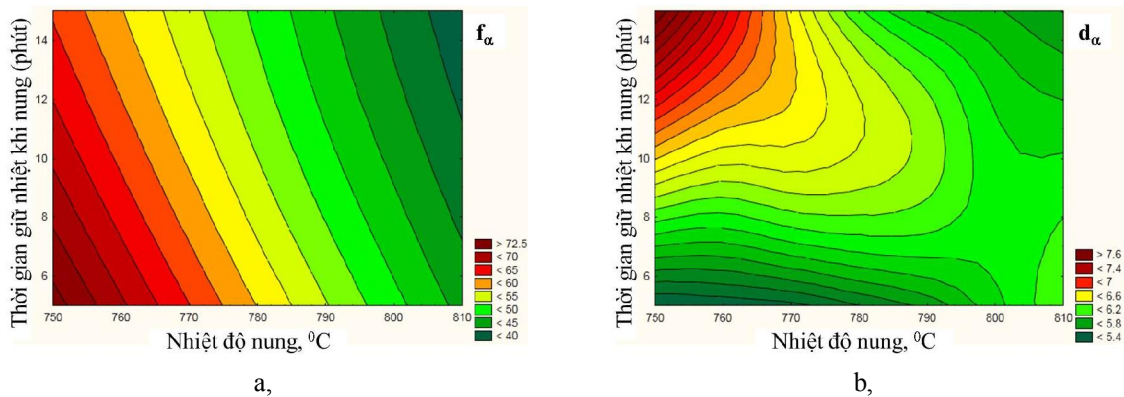 Thời gian giữ nhiệt khi nung (phút)
14
12
10
8
6
750 760 770 780 790 800 810
Nhiệt độ nung, ⁰C
fα
> 72.5
< 70
< 65
< 60
< 55
< 50
< 45
< 40
a,
Thời gian giữ nhiệt khi nung (phút)
14
12
10
8
6
750 760 770 780 790 800 810
Nhiệt độ nung, ⁰C
dα
> 7.6
< 7.4
< 7
< 6.6
< 6.2
< 5.8
< 5.4
b,